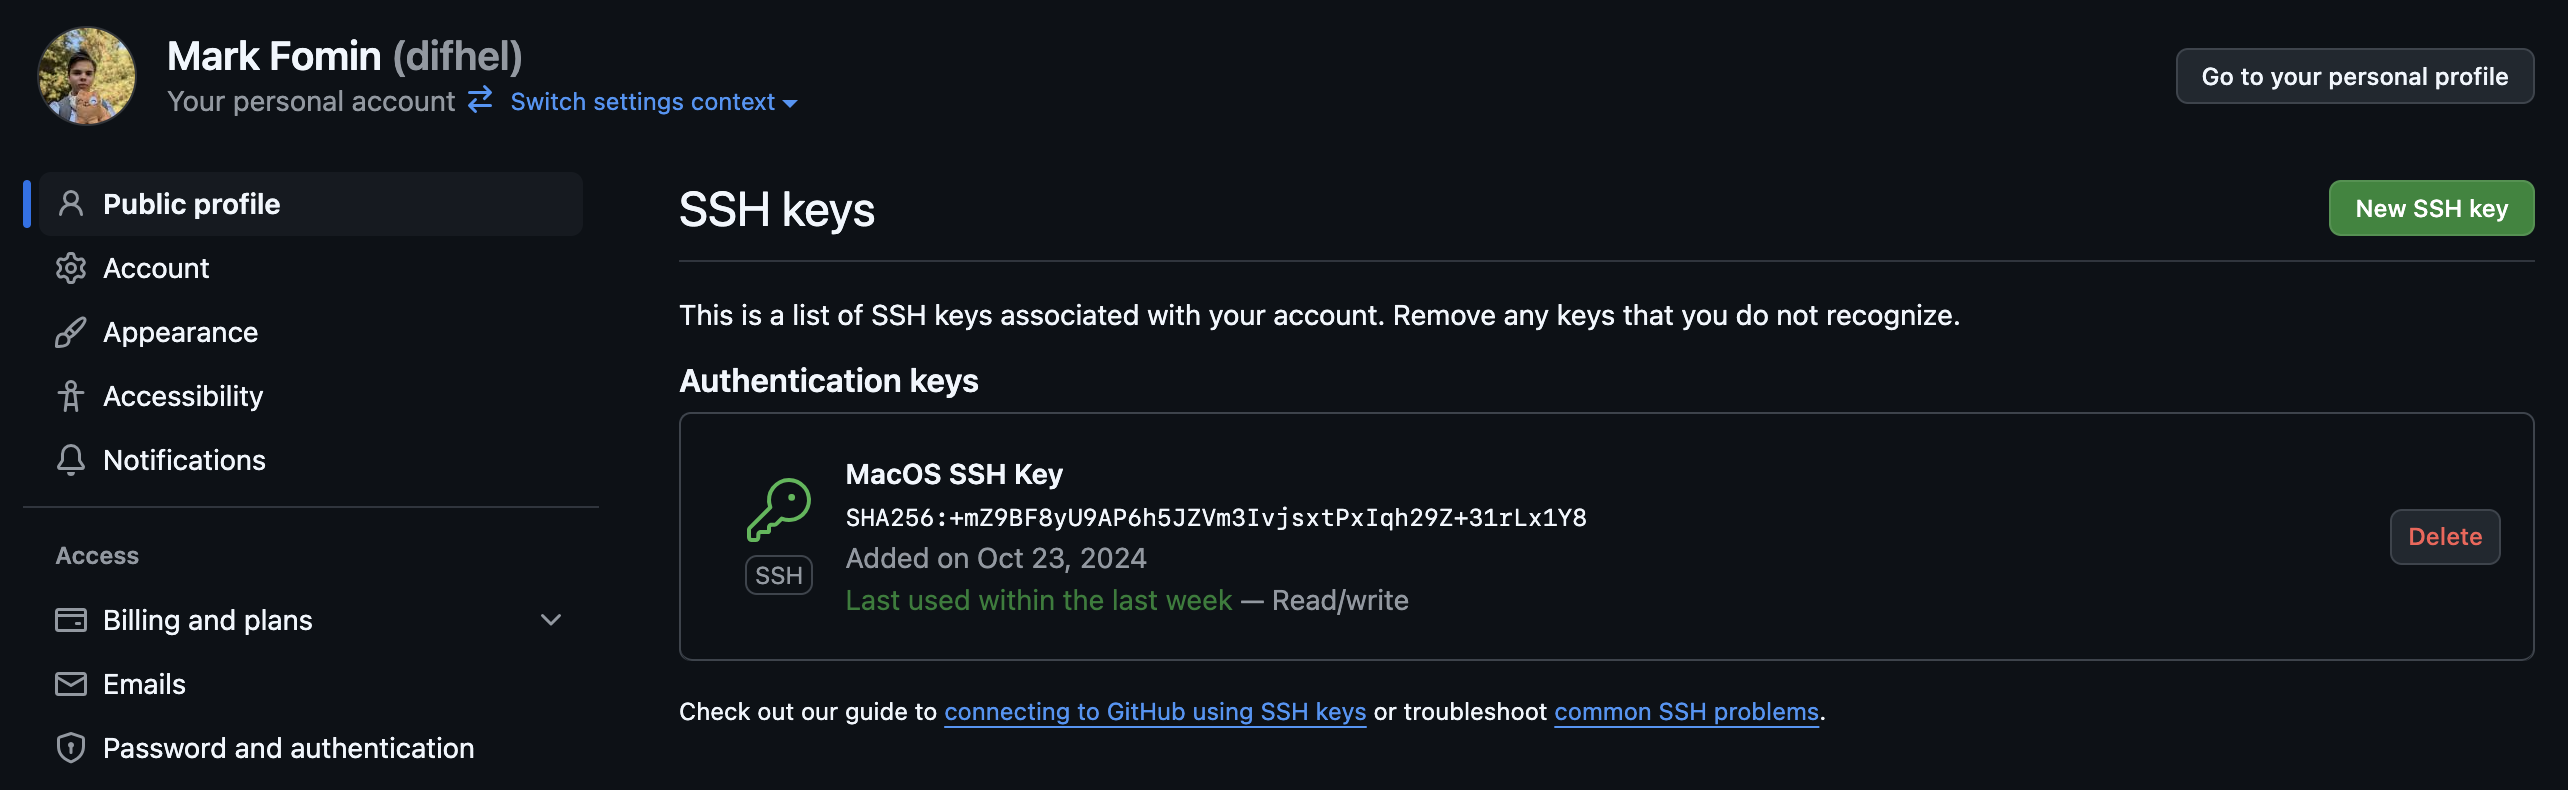 Mark Fomin (difhel)
Your personal account Switch settings context
Go to your personal profile
Public profile
Account
Appearance
Accessibility
Notifications
Access
Billing and plans
Emails
Password and authentication
SSH keys
New SSH key
This is a list of SSH keys associated with your account. Remove any keys that you do not recognize.
Authentication keys
MacOS SSH Key
SHA256:+mZ9BF8yU9AP6h5JZVm3IvjsxtPxIqh29Z+31rLx1Y8
Added on Oct 23, 2024
Last used within the last week — Read/write
SSH
Delete
Check out our guide to connecting to GitHub using SSH keys or troubleshoot common SSH problems.